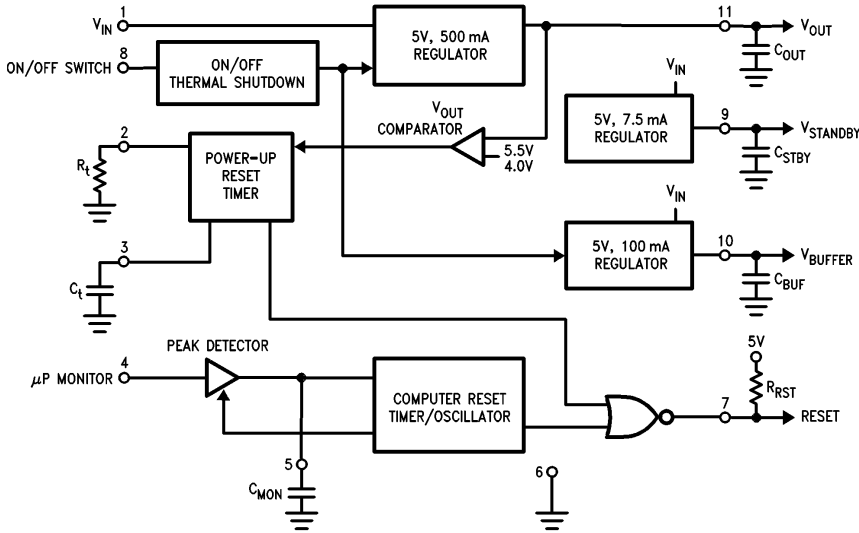 1
V_IN
8
ON/OFF SWITCH
ON/OFF
THERMAL SHUTDOWN
5V, 500 mA
REGULATOR
11
V_OUT
C_OUT
V_OUT
COMPARATOR
5.5V
4.0V
V_IN
5V, 7.5 mA
REGULATOR
9
V_STANDBY
C_STBY
2
R_t
POWER-UP
RESET
TIMER
3
C_t
V_IN
5V, 100 mA
REGULATOR
10
V_BUFFER
C_BUF
PEAK DETECTOR
4
μP MONITOR
COMPUTER RESET
TIMER/OSCILLATOR
5V
R_RST
7
RESET
5
C_MON
6